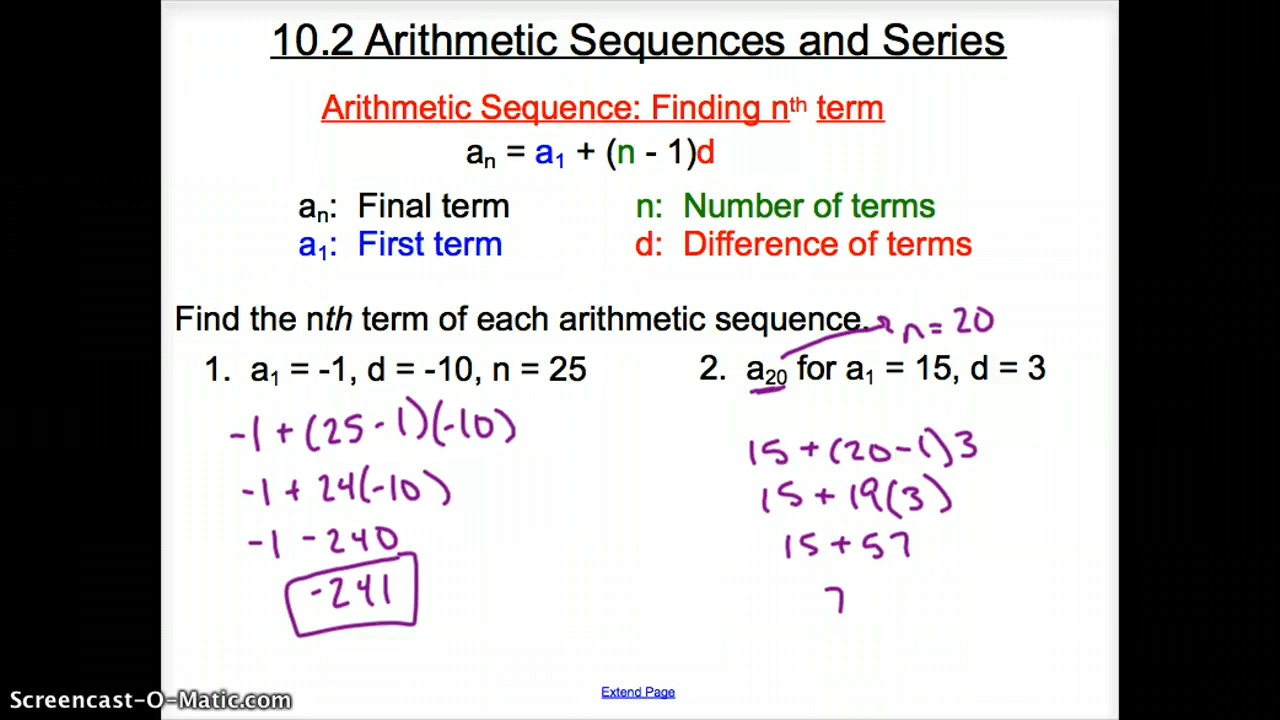 10.2 Arithmetic Sequences and Series
Arithmetic Sequence: Finding nth term
an = a1 + (n - 1)d
an: Final term
n: Number of terms
a1: First term
d: Difference of terms
Find the nth term of each arithmetic sequence.
n = 20
1. a1 = -1, d = -10, n = 25
2. a20 for a1 = 15, d = 3
-1 + (25 - 1)(-10)
-1 + 24(-10)
-1 - 240
-241
15 + (20 - 1)3
15 + 19(3)
15 + 57
7
Extend Page
Screencast-O-Matic.com